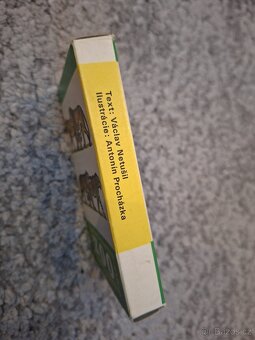 Text: Václav Netušil
Ilustrácie: Antonín Procházka